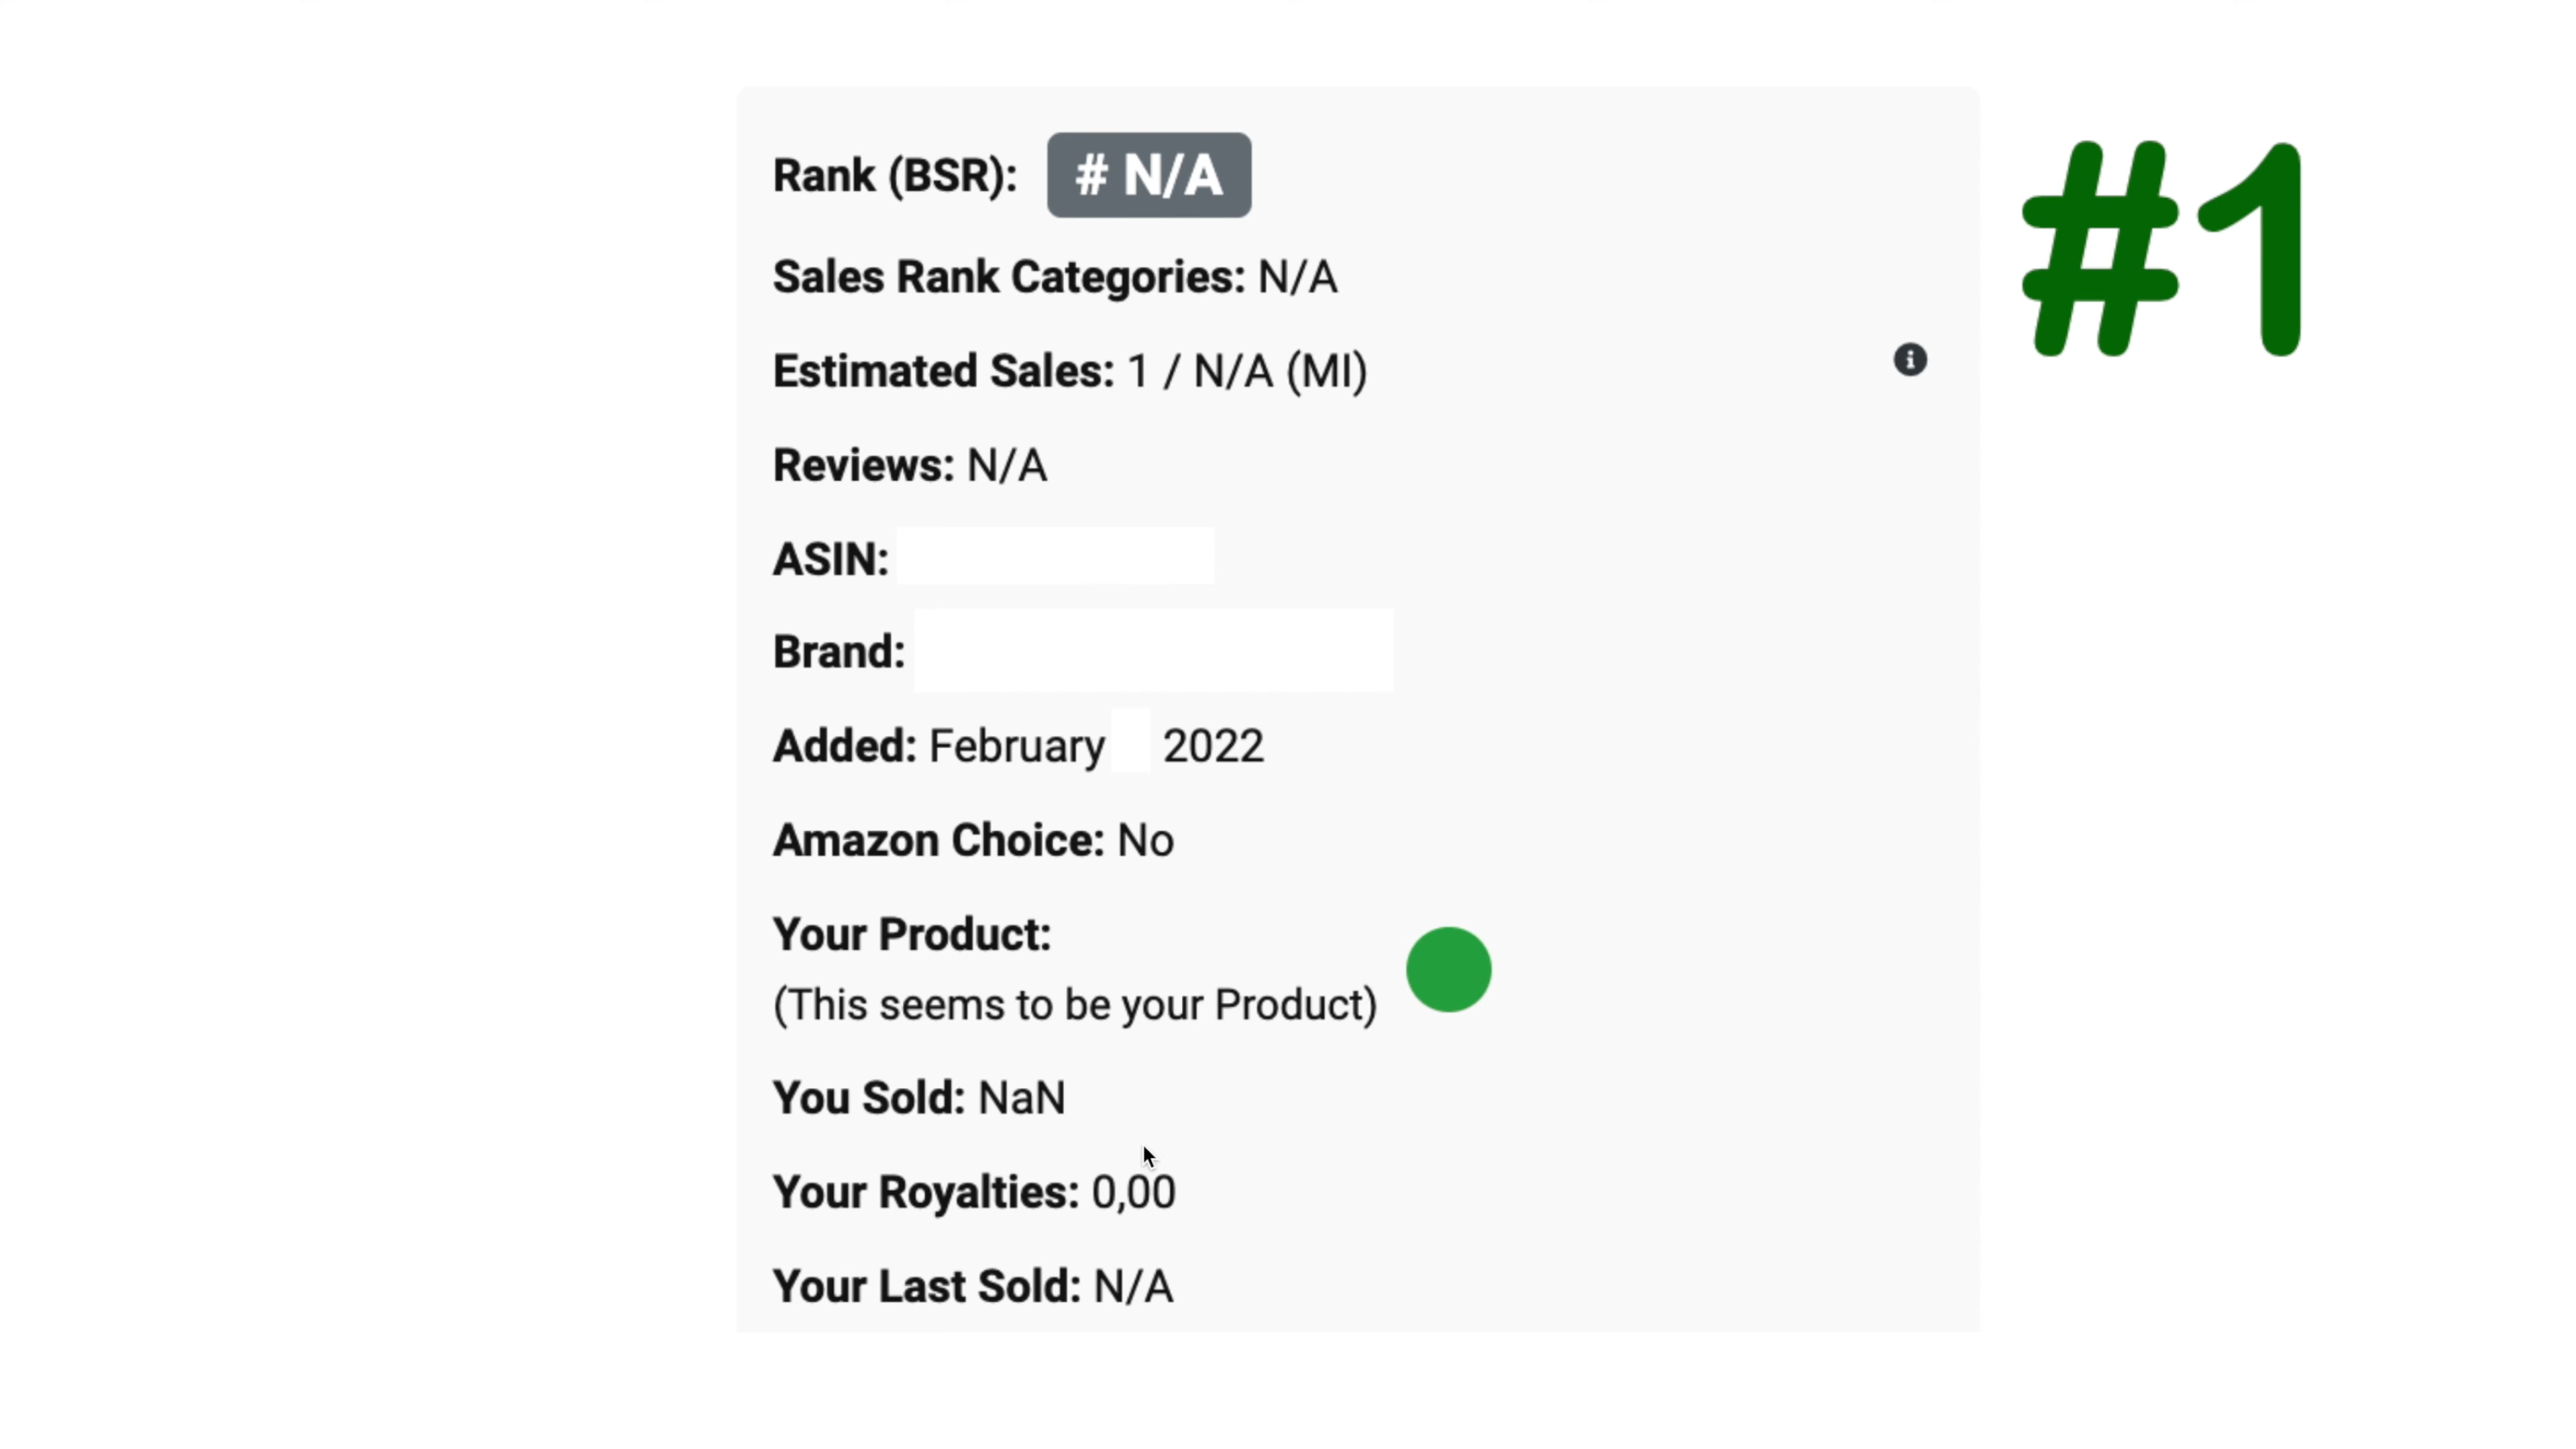 Rank (BSR): # N/A
#1
Sales Rank Categories: N/A
Estimated Sales: 1 / N/A (MI)
Reviews: N/A
ASIN:
Brand:
Added: February 2022
Amazon Choice: No
Your Product:
(This seems to be your Product)
You Sold: NaN
Your Royalties: 0,00
Your Last Sold: N/A